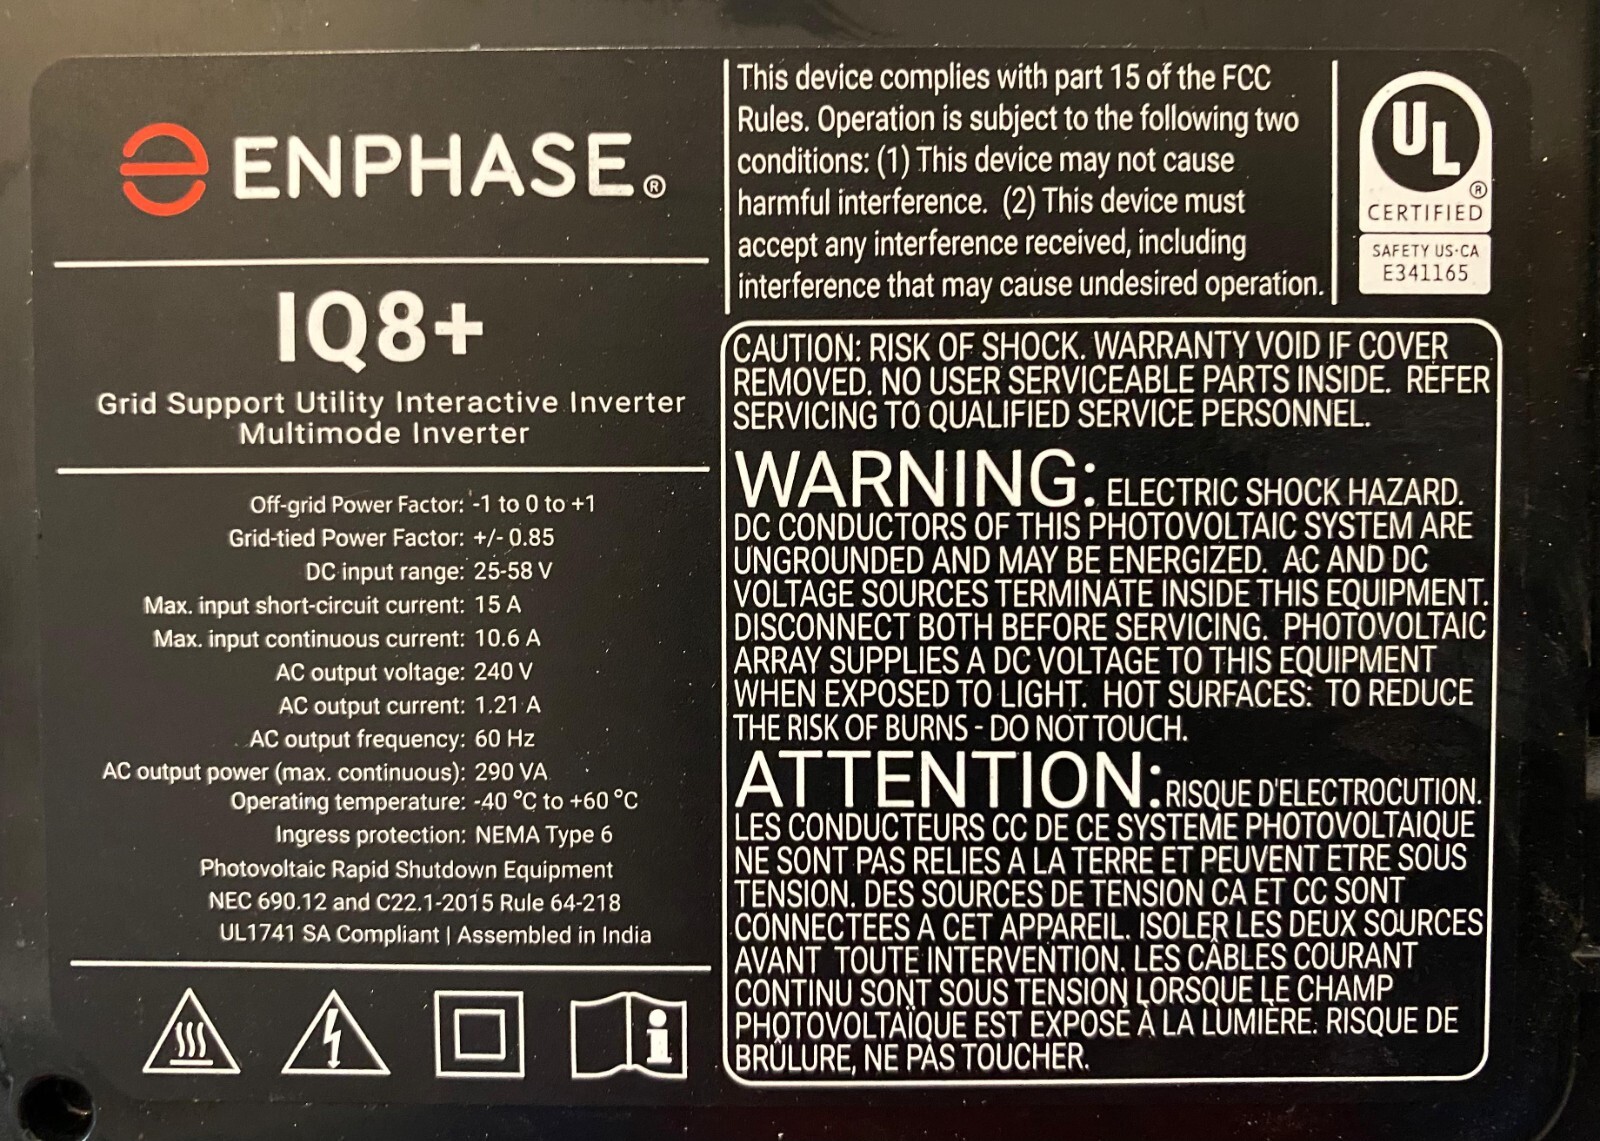 ENPHASE®
IQ8+
Grid Support Utility Interactive Inverter
Multimode Inverter
Off-grid Power Factor: -1 to 0 to +1
Grid-tied Power Factor: +/- 0.85
DC input range: 25-58 V
Max. input short-circuit current: 15 A
Max. input continuous current: 10.6 A
AC output voltage: 240 V
AC output current: 1.21 A
AC output frequency: 60 Hz
AC output power (max. continuous): 290 VA
Operating temperature: -40 °C to +60 °C
Ingress protection: NEMA Type 6
Photovoltaic Rapid Shutdown Equipment
NEC 690.12 and C22.1-2015 Rule 64-218
UL1741 SA Compliant | Assembled in India
This device complies with part 15 of the FCC
Rules. Operation is subject to the following two
conditions: (1) This device may not cause
harmful interference. (2) This device must
accept any interference received, including
interference that may cause undesired operation.
UL®
CERTIFIED
SAFETY US·CA
E341165
CAUTION: RISK OF SHOCK. WARRANTY VOID IF COVER
REMOVED. NO USER SERVICEABLE PARTS INSIDE. REFER
SERVICING TO QUALIFIED SERVICE PERSONNEL.
WARNING: ELECTRIC SHOCK HAZARD.
DC CONDUCTORS OF THIS PHOTOVOLTAIC SYSTEM ARE
UNGROUNDED AND MAY BE ENERGIZED. AC AND DC
VOLTAGE SOURCES TERMINATE INSIDE THIS EQUIPMENT.
DISCONNECT BOTH BEFORE SERVICING. PHOTOVOLTAIC
ARRAY SUPPLIES A DC VOLTAGE TO THIS EQUIPMENT
WHEN EXPOSED TO LIGHT. HOT SURFACES: TO REDUCE
THE RISK OF BURNS - DO NOT TOUCH.
ATTENTION: RISQUE D'ELECTROCUTION.
LES CONDUCTEURS CC DE CE SYSTEME PHOTOVOLTAIQUE
NE SONT PAS RELIES A LA TERRE ET PEUVENT ETRE SOUS
TENSION. DES SOURCES DE TENSION CA ET CC SONT
CONNECTEES A CET APPAREIL. ISOLER LES DEUX SOURCES
AVANT TOUTE INTERVENTION. LES CÂBLES COURANT
CONTINU SONT SOUS TENSION LORSQUE LE CHAMP
PHOTOVOLTAÏQUE EST EXPOSÉ À LA LUMIÈRE. RISQUE DE
BRÛLURE, NE PAS TOUCHER.